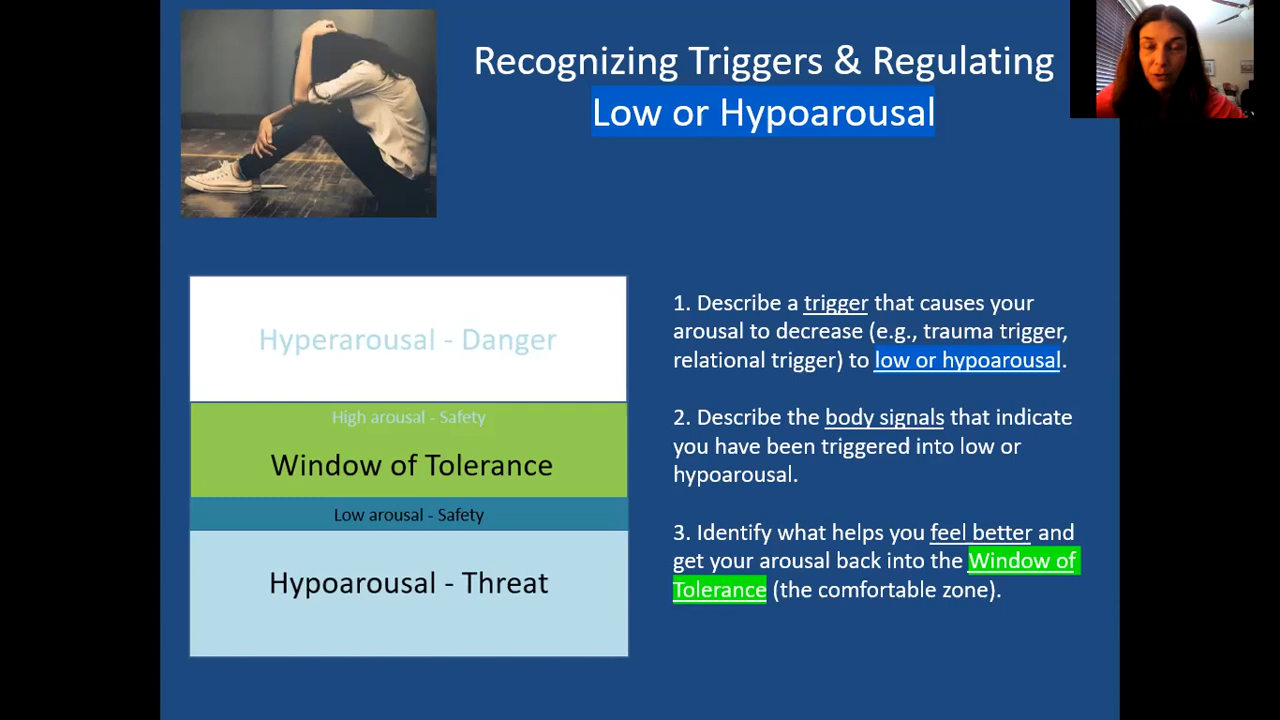 Recognizing Triggers & Regulating
Low or Hypoarousal
Hyperarousal - Danger
High arousal - Safety
Window of Tolerance
Low arousal - Safety
Hypoarousal - Threat
1. Describe a trigger that causes your
arousal to decrease (e.g., trauma trigger,
relational trigger) to low or hypoarousal.
2. Describe the body signals that indicate
you have been triggered into low or
hypoarousal.
3. Identify what helps you feel better and
get your arousal back into the Window of
Tolerance (the comfortable zone).